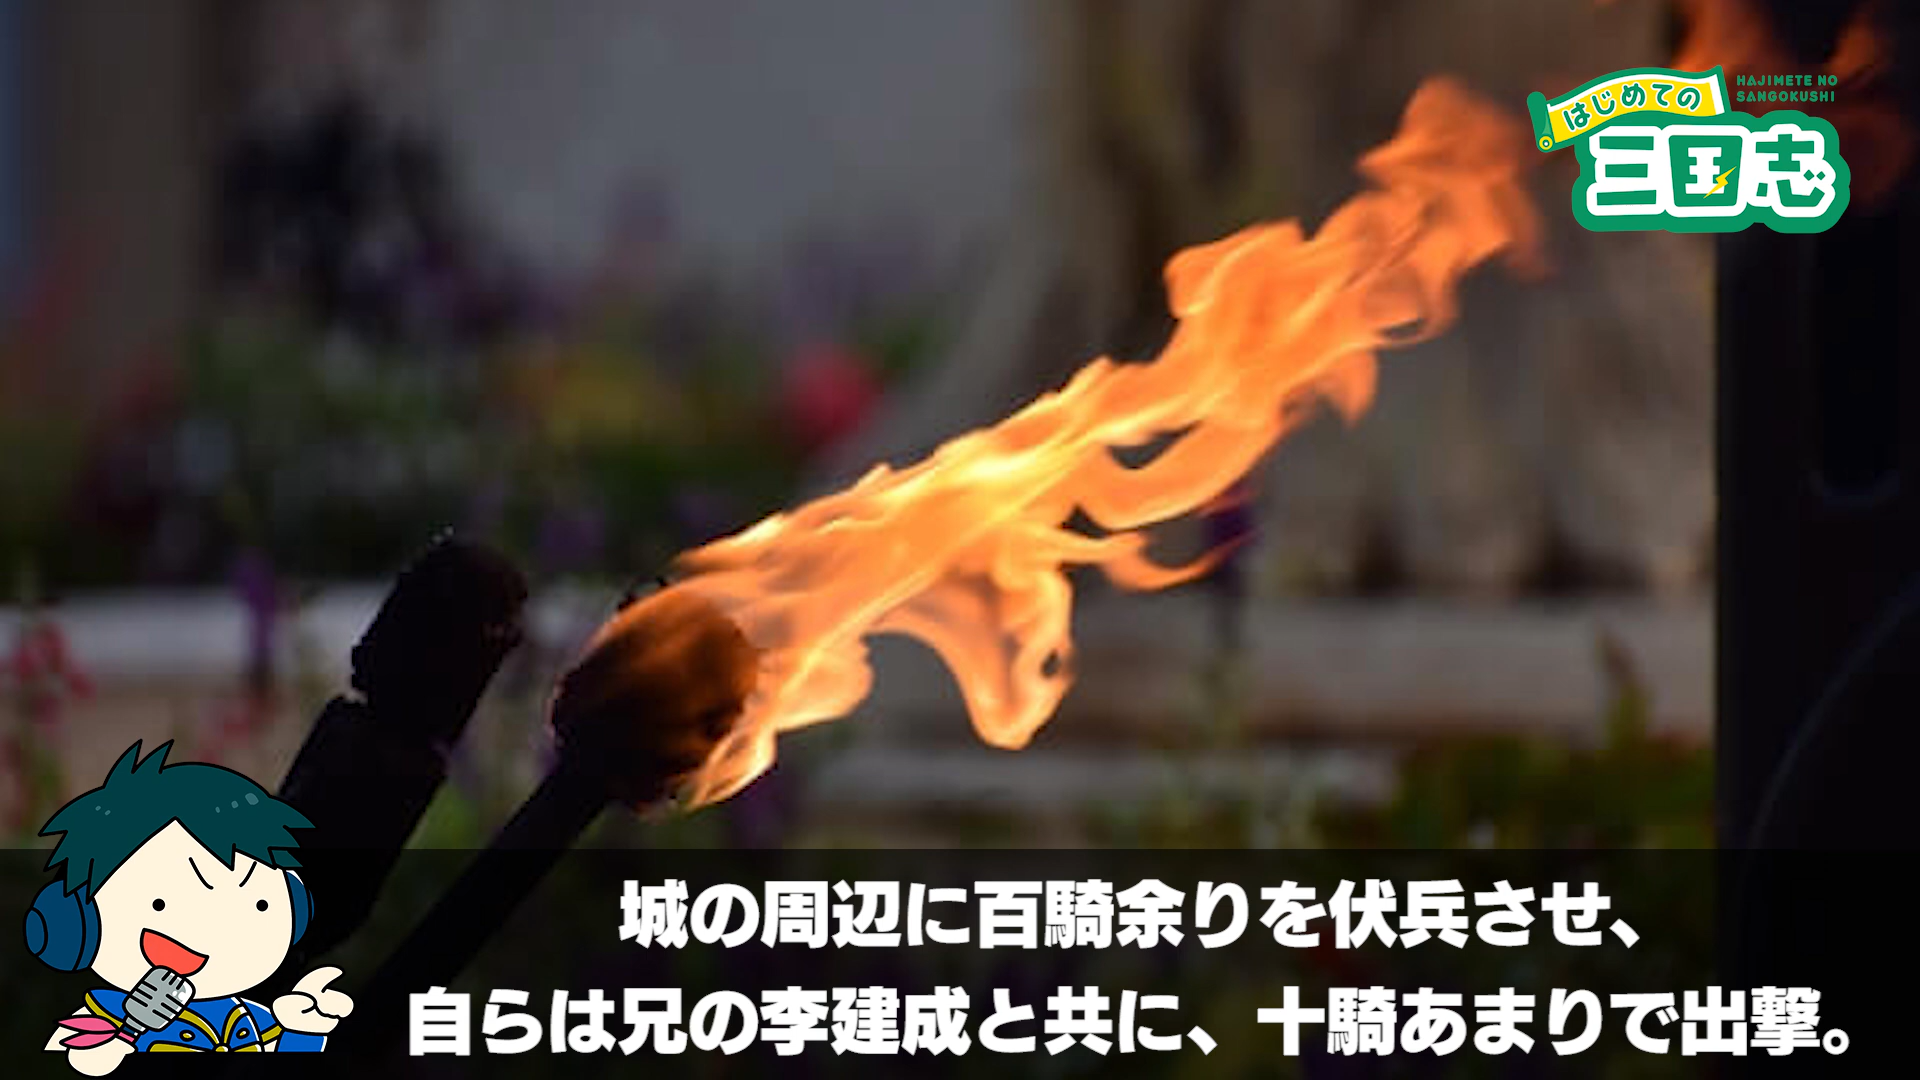 はじめての
HAJIMETE NO
SANGOKUSHI
三国志
城の周辺に百騎余りを伏兵させ、
自らは兄の李建成と共に、十騎あまりで出撃。